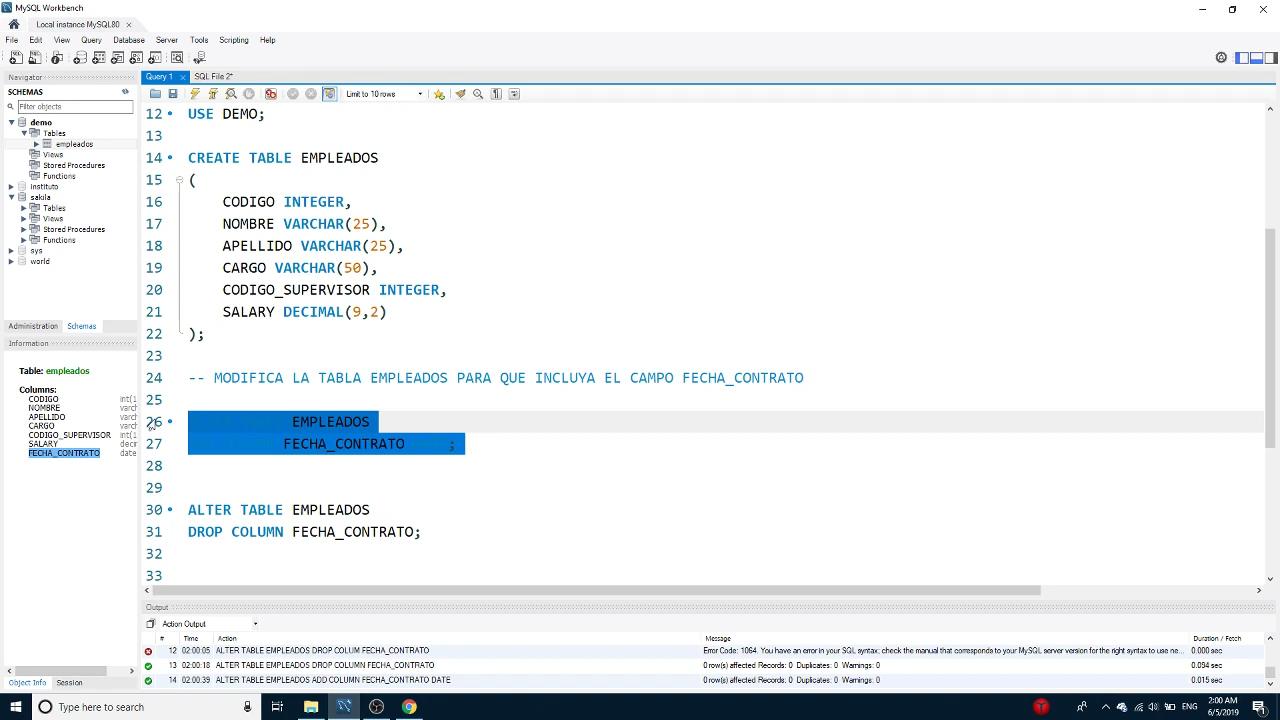 MySQL Workbench
Local instance MySQL80 ×
File Edit View Query Database Server Tools Scripting Help
Navigator
SCHEMAS
Filter objects
demo
Tables
empleados
Views
Stored Procedures
Functions
instituto
sakila
Tables
Views
Stored Procedures
Functions
sys
world
Administration Schemas
Information
Table: empleados
Columns:
CODIGO int(1
NOMBRE varch
APELLIDO varch
CARGO varch
CODIGO_SUPERVISOR int(1
SALARY deci
FECHA_CONTRATO date
Object Info Session
Query 1 × SQL File 2*
Limit to 10 rows
12 USE DEMO;
13
14 CREATE TABLE EMPLEADOS
15 (
16 CODIGO INTEGER,
17 NOMBRE VARCHAR(25),
18 APELLIDO VARCHAR(25),
19 CARGO VARCHAR(50),
20 CODIGO_SUPERVISOR INTEGER,
21 SALARY DECIMAL(9,2)
22 );
23
24 -- MODIFICA LA TABLA EMPLEADOS PARA QUE INCLUYA EL CAMPO FECHA_CONTRATO
25
26 EMPLEADOS
27 FECHA_CONTRATO ;
28
29
30 ALTER TABLE EMPLEADOS
31 DROP COLUMN FECHA_CONTRATO;
32
33
Output
Action Output
# Time Action Message Duration / Fetch
12 02:00:05 ALTER TABLE EMPLEADOS DROP COLUM FECHA_CONTRATO Error Code: 1064. You have an error in your SQL syntax; check the manual that corresponds to your MySQL server version for the right syntax to use ne... 0.000 sec
13 02:00:18 ALTER TABLE EMPLEADOS DROP COLUMN FECHA_CONTRATO 0 row(s) affected Records: 0 Duplicates: 0 Warnings: 0 0.094 sec
14 02:00:39 ALTER TABLE EMPLEADOS ADD COLUMN FECHA_CONTRATO DATE 0 row(s) affected Records: 0 Duplicates: 0 Warnings: 0 0.015 sec
Type here to search
ENG
2:00 AM
6/5/2019